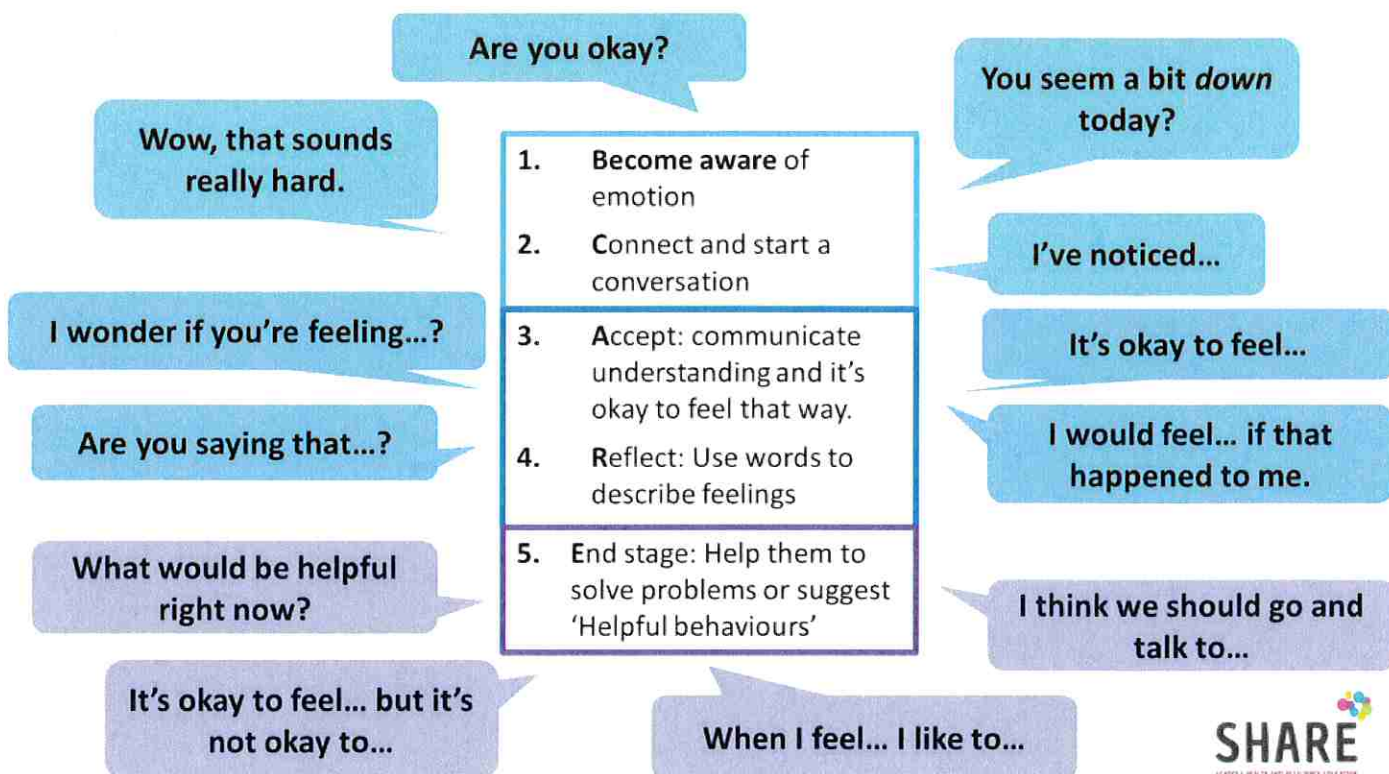 Are you okay?
You seem a bit down
today?
Wow, that sounds
really hard.
1. Become aware of
emotion
2. Connect and start a
conversation
I've noticed...
I wonder if you're feeling...?
3. Accept: communicate
understanding and it's
okay to feel that way.
It's okay to feel...
Are you saying that...?
4. Reflect: Use words to
describe feelings
I would feel... if that
happened to me.
What would be helpful
right now?
5. End stage: Help them to
solve problems or suggest
'Helpful behaviours'
I think we should go and
talk to...
It's okay to feel... but it's
not okay to...
When I feel... I like to...
SHARE